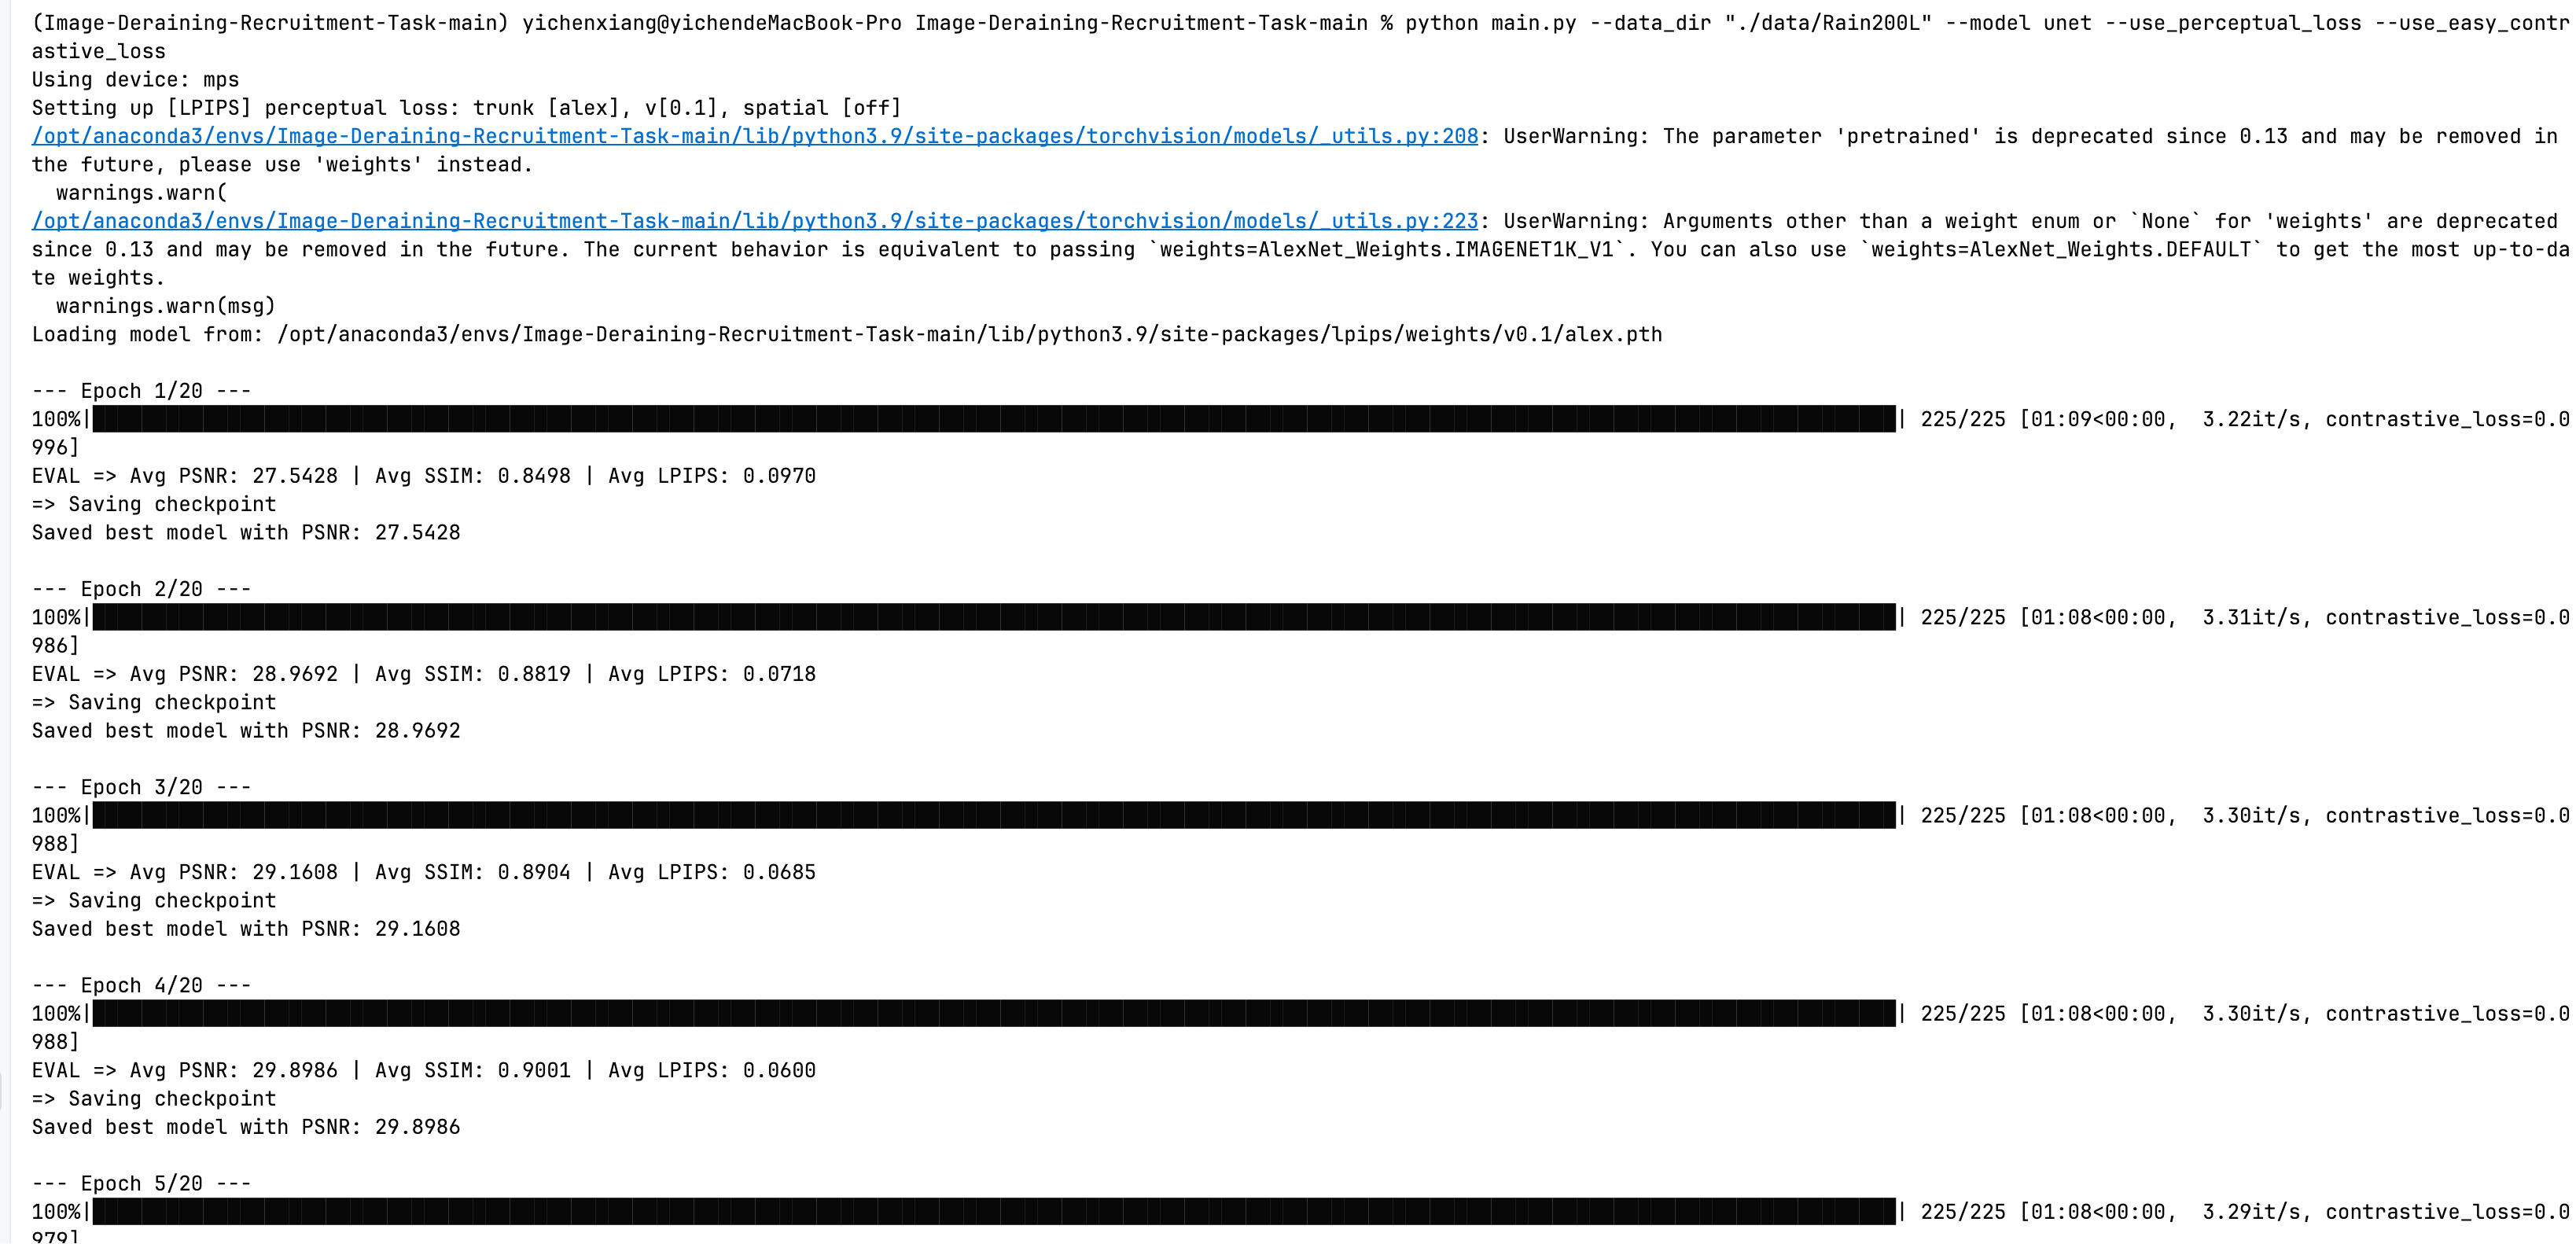 (Image-Deraining-Recruitment-Task-main) yichenxiang@yichendeMacBook-Pro Image-Deraining-Recruitment-Task-main % python main.py --data_dir "./data/Rain200L" --model unet --use_perceptual_loss --use_easy_contr
astive_loss
Using device: mps
Setting up [LPIPS] perceptual loss: trunk [alex], v[0.1], spatial [off]
/opt/anaconda3/envs/Image-Deraining-Recruitment-Task-main/lib/python3.9/site-packages/torchvision/models/_utils.py:208: UserWarning: The parameter 'pretrained' is deprecated since 0.13 and may be removed in
the future, please use 'weights' instead.
  warnings.warn(
/opt/anaconda3/envs/Image-Deraining-Recruitment-Task-main/lib/python3.9/site-packages/torchvision/models/_utils.py:223: UserWarning: Arguments other than a weight enum or `None` for 'weights' are deprecated
since 0.13 and may be removed in the future. The current behavior is equivalent to passing `weights=AlexNet_Weights.IMAGENET1K_V1`. You can also use `weights=AlexNet_Weights.DEFAULT` to get the most up-to-da
te weights.
  warnings.warn(msg)
Loading model from: /opt/anaconda3/envs/Image-Deraining-Recruitment-Task-main/lib/python3.9/site-packages/lpips/weights/v0.1/alex.pth
--- Epoch 1/20 ---
100%| | 225/225 [01:09<00:00,  3.22it/s, contrastive_loss=0.0
996]
EVAL => Avg PSNR: 27.5428 | Avg SSIM: 0.8498 | Avg LPIPS: 0.0970
=> Saving checkpoint
Saved best model with PSNR: 27.5428
--- Epoch 2/20 ---
100%| | 225/225 [01:08<00:00,  3.31it/s, contrastive_loss=0.0
986]
EVAL => Avg PSNR: 28.9692 | Avg SSIM: 0.8819 | Avg LPIPS: 0.0718
=> Saving checkpoint
Saved best model with PSNR: 28.9692
--- Epoch 3/20 ---
100%| | 225/225 [01:08<00:00,  3.30it/s, contrastive_loss=0.0
988]
EVAL => Avg PSNR: 29.1608 | Avg SSIM: 0.8904 | Avg LPIPS: 0.0685
=> Saving checkpoint
Saved best model with PSNR: 29.1608
--- Epoch 4/20 ---
100%| | 225/225 [01:08<00:00,  3.30it/s, contrastive_loss=0.0
988]
EVAL => Avg PSNR: 29.8986 | Avg SSIM: 0.9001 | Avg LPIPS: 0.0600
=> Saving checkpoint
Saved best model with PSNR: 29.8986
--- Epoch 5/20 ---
100%| | 225/225 [01:08<00:00,  3.29it/s, contrastive_loss=0.0
979]